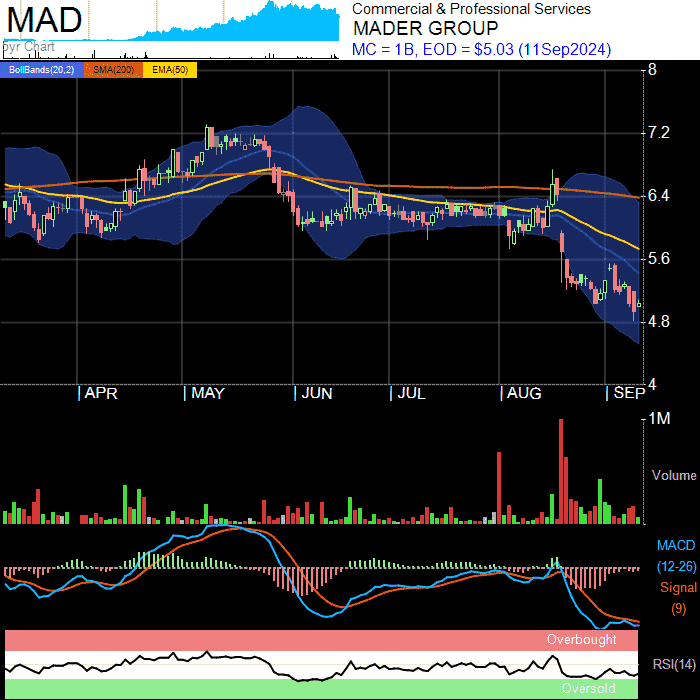 MAD
Commercial & Professional Services
MADER GROUP
MC = 1B, EOD = $5.03 (11Sep2024)
Chart
BollBands(20,2) SMA(200) EMA(50)
8
7.2
6.4
5.6
4.8
4
| APR | MAY | JUN | JUL | AUG | SEP
1M
Volume
MACD
(12-26)
Signal
(9)
Overbought
RSI(14)
Oversold